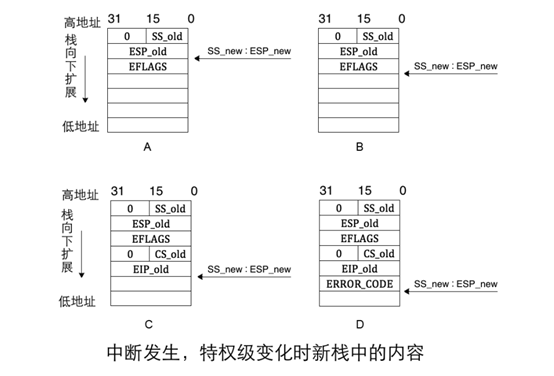 高地址 31 15 0
0 SS_old
ESP_old
EFLAGS
栈向下扩展
低地址
SS_new : ESP_new
A
高地址 31 15 0
0 SS_old
ESP_old
EFLAGS
SS_new : ESP_new
B
高地址 31 15 0
0 SS_old
ESP_old
EFLAGS
0 CS_old
EIP_old
栈向下扩展
低地址
SS_new : ESP_new
C
31 15 0
0 SS_old
ESP_old
EFLAGS
0 CS_old
EIP_old
ERROR_CODE
SS_new : ESP_new
D
中断发生，特权级变化时新栈中的内容